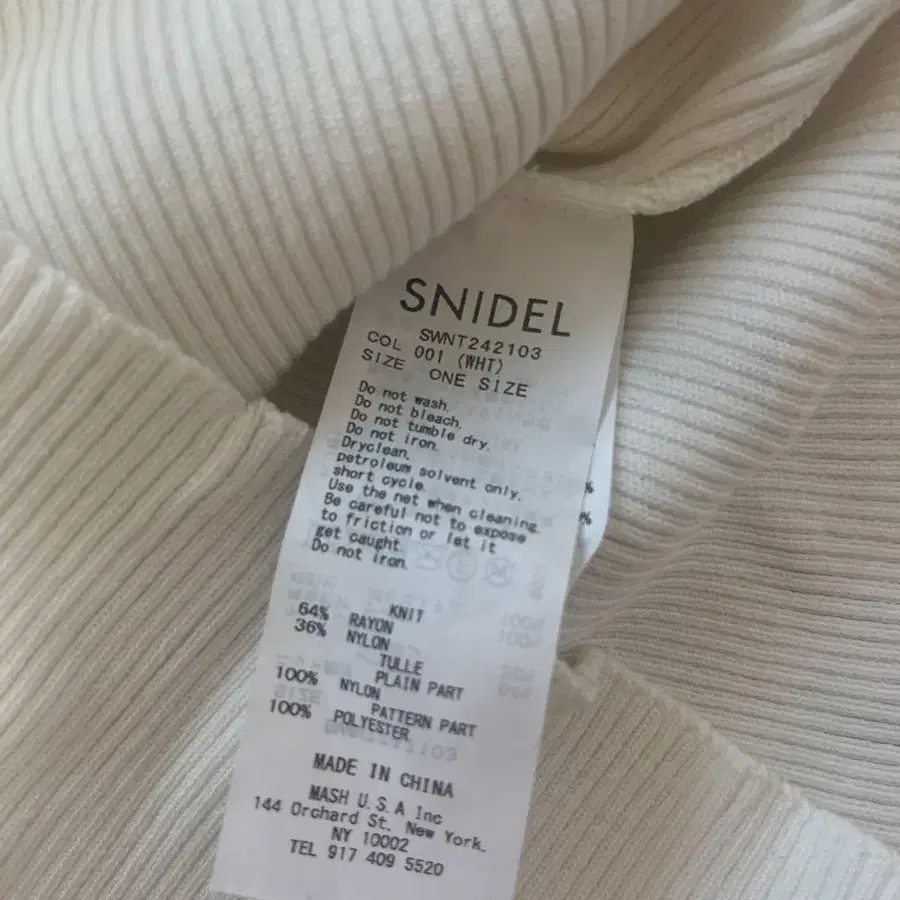 SNIDEL
SWNT242103
COL 001 (WHT)
SIZE ONE SIZE
Do not wash.
Do not bleach.
Do not tumble dry.
Do not iron.
Dryclean.
petroleum solvent only.
short cycle.
Use the net when cleaning.
Be careful not to expose
to friction or let it
get caught.
Do not iron.
KNIT
64% RAYON
36% NYLON
TULLE
PLAIN PART
100% NYLON
PATTERN PART
100% POLYESTER
MADE IN CHINA
MASH U.S.A Inc
144 Orchard St. New York.
NY 10002
TEL 917 409 5520
%
%